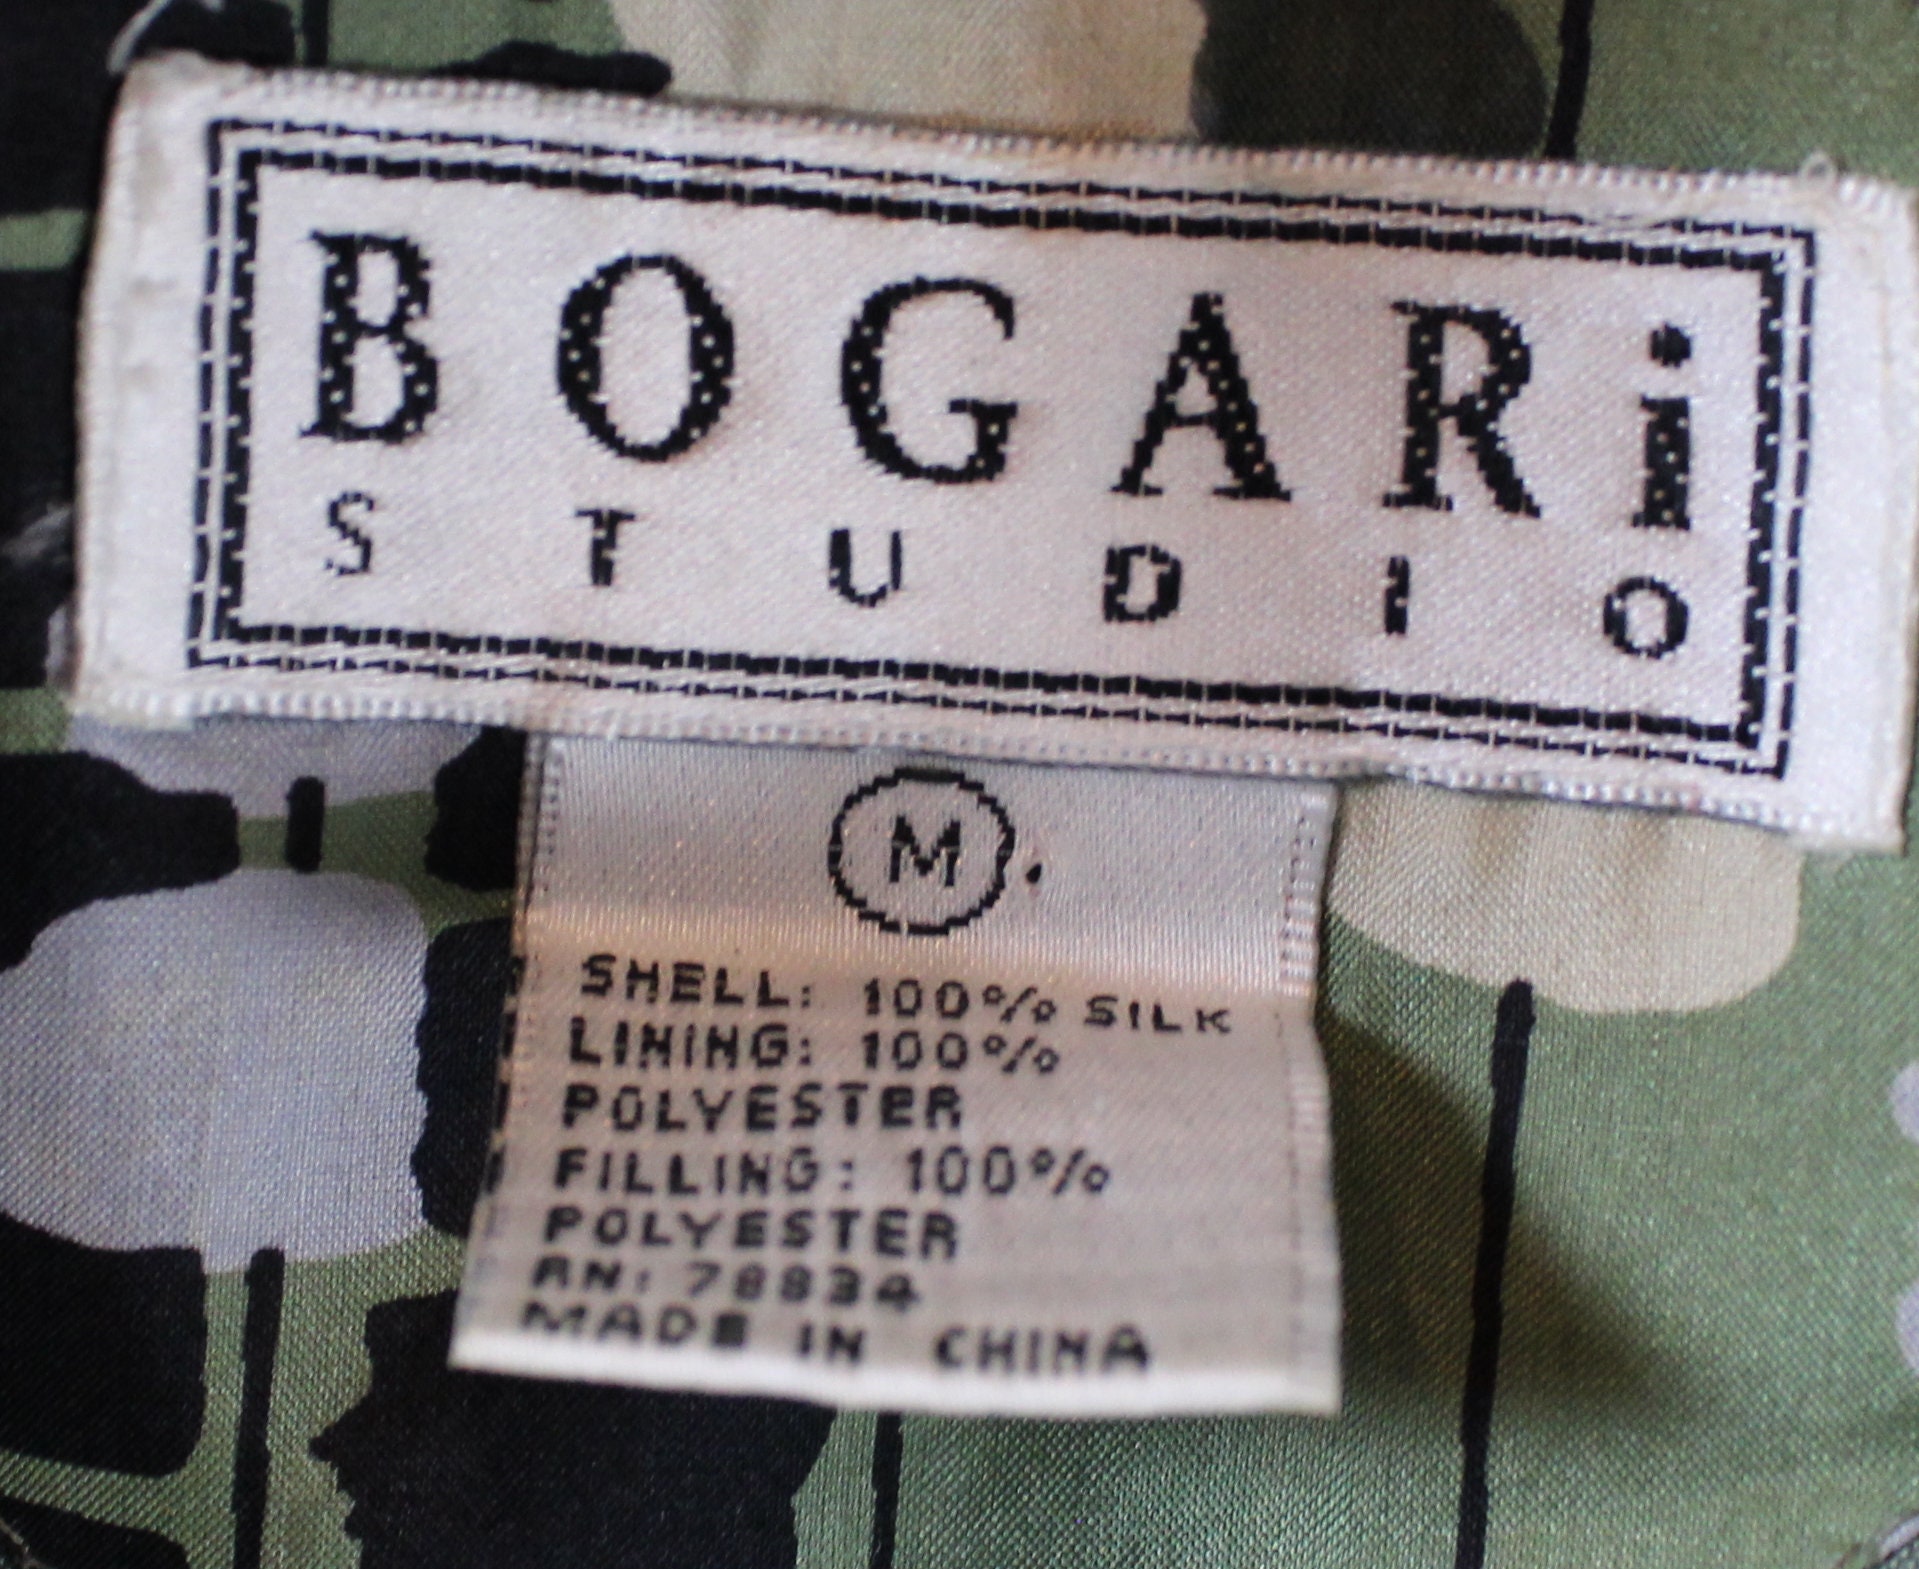 BOGARi
STUDIO
M
SHELL: 100% SILK
LINING: 100%
POLYESTER
FILLING: 100%
POLYESTER
RN: 78834
MADE IN CHINA